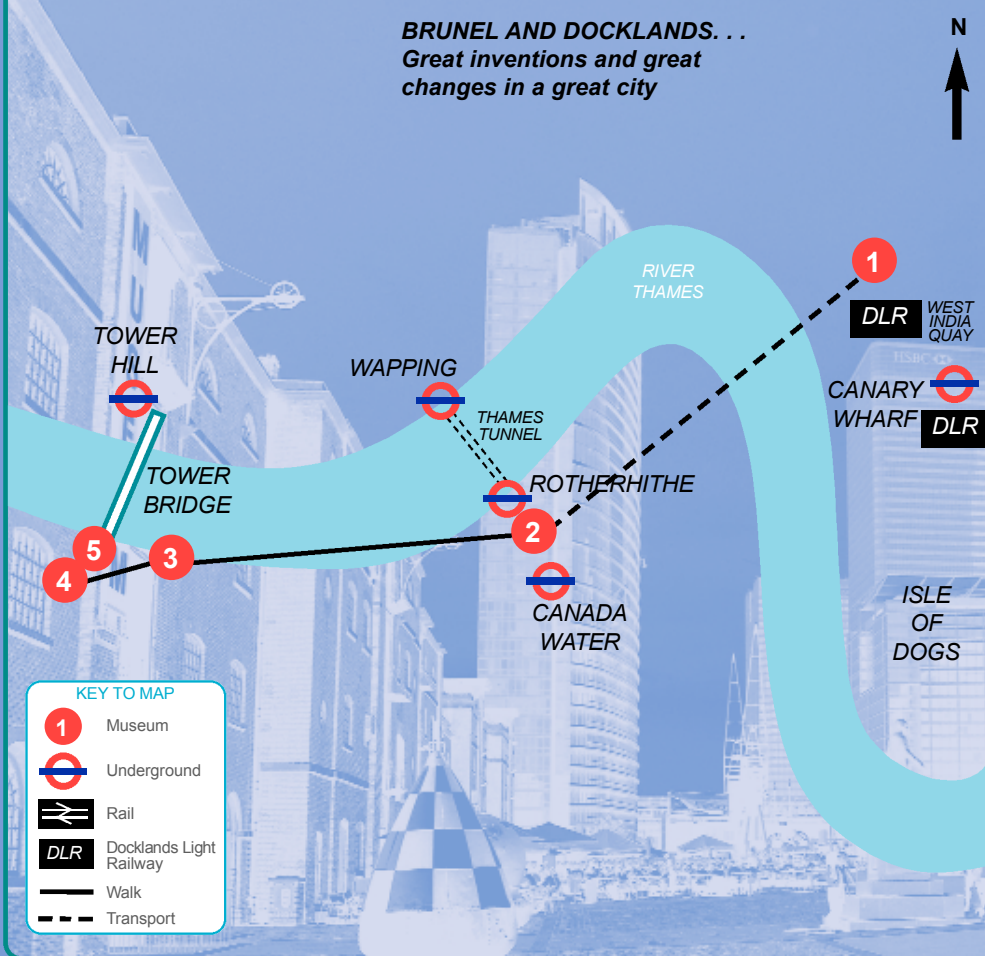 BRUNEL AND DOCKLANDS. . .
Great inventions and great
changes in a great city
N
RIVER
THAMES
1
DLR
WEST
INDIA
QUAY
HSBC
TOWER
HILL
WAPPING
CANARY
WHARF
DLR
THAMES
TUNNEL
TOWER
BRIDGE
ROTHERHITHE
2
5
3
4
CANADA
WATER
ISLE
OF
DOGS
M
U
KEY TO MAP
1 Museum
Underground
Rail
DLR Docklands Light
Railway
Walk
Transport